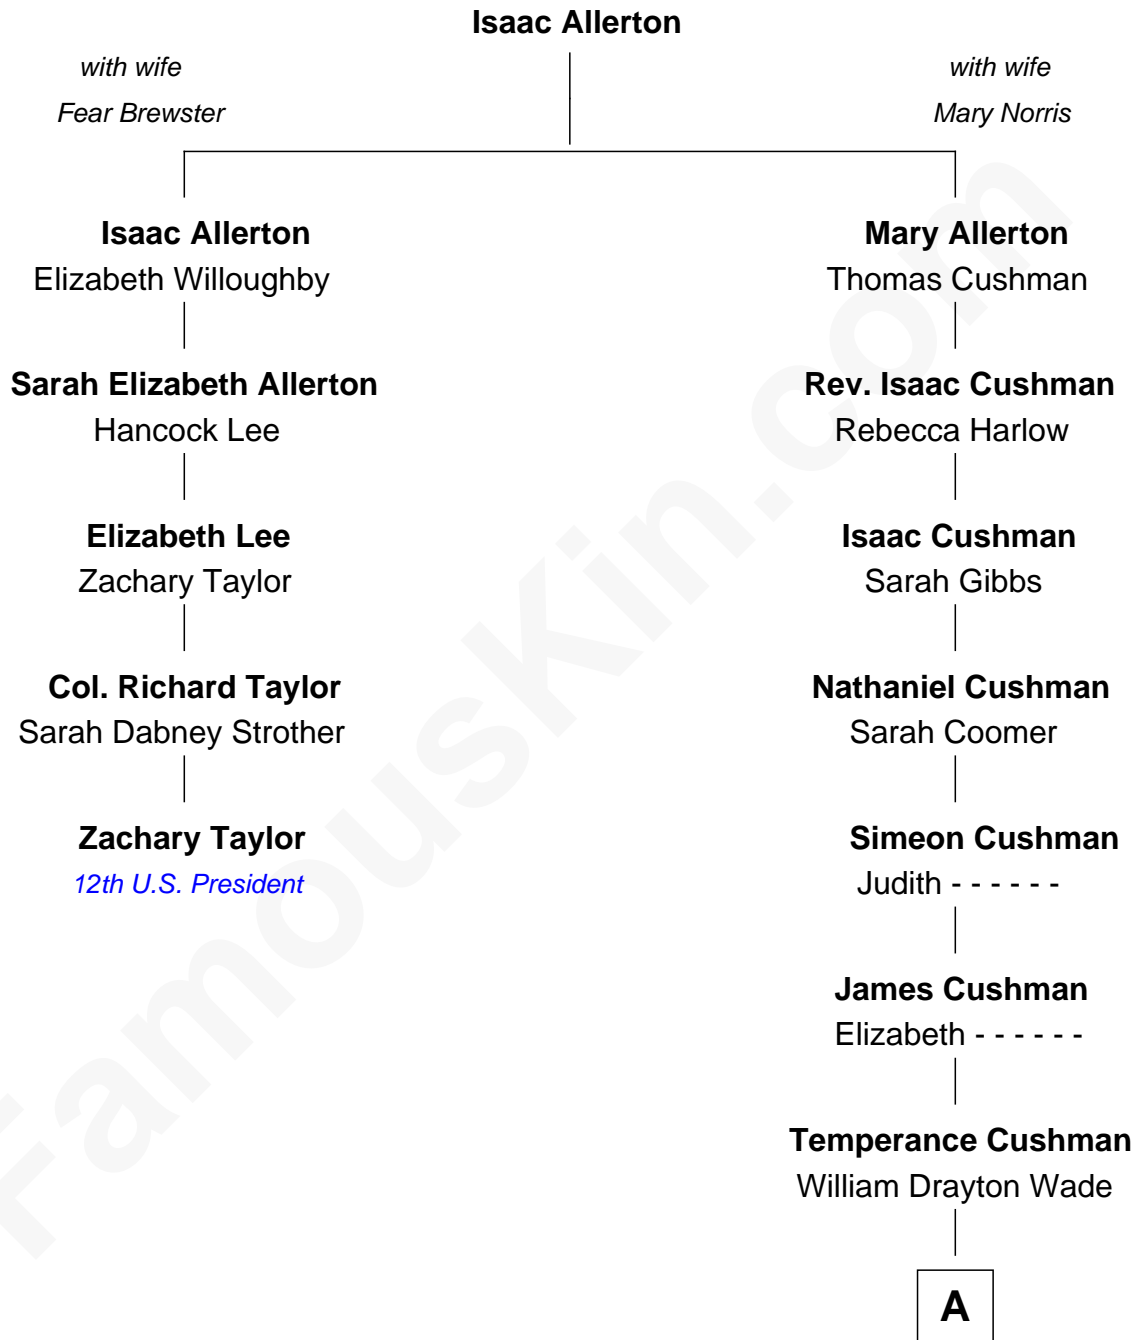 Isaac Allerton
with wife
Fear Brewster
with wife
Mary Norris
Isaac Allerton
Elizabeth Willoughby
Sarah Elizabeth Allerton
Hancock Lee
Elizabeth Lee
Zachary Taylor
Col. Richard Taylor
Sarah Dabney Strother
Zachary Taylor
12th U.S. President
Mary Allerton
Thomas Cushman
Rev. Isaac Cushman
Rebecca Harlow
Isaac Cushman
Sarah Gibbs
Nathaniel Cushman
Sarah Coomer
Simeon Cushman
Judith - - - - - -
James Cushman
Elizabeth - - - - - -
Temperance Cushman
William Drayton Wade
A
FamousKin.com